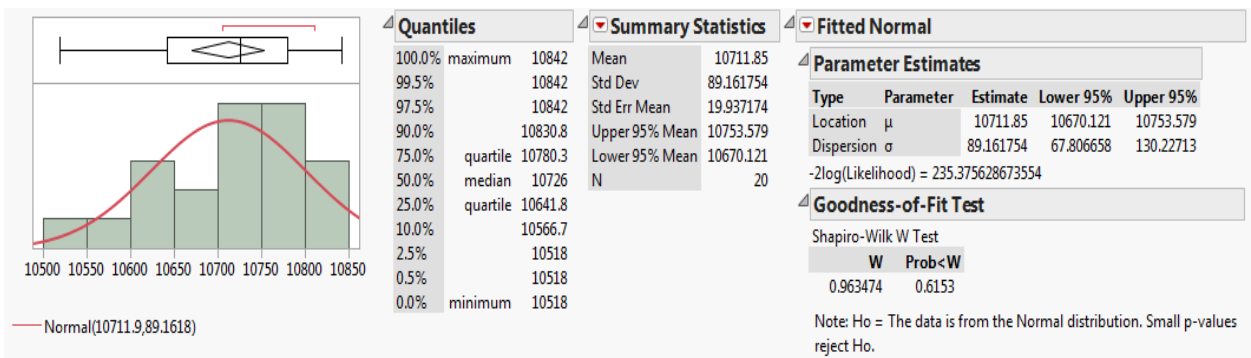 10500 10550 10600 10650 10700 10750 10800 10850
Normal(10711.9,89.1618)
Quantiles
100.0% maximum 10842
99.5% 10842
97.5% 10842
90.0% 10830.8
75.0% quartile 10780.3
50.0% median 10726
25.0% quartile 10641.8
10.0% 10566.7
2.5% 10518
0.5% 10518
0.0% minimum 10518
Summary Statistics
Mean 10711.85
Std Dev 89.161754
Std Err Mean 19.937174
Upper 95% Mean 10753.579
Lower 95% Mean 10670.121
N 20
Fitted Normal
Parameter Estimates
Type Parameter Estimate Lower 95% Upper 95%
Location μ 10711.85 10670.121 10753.579
Dispersion σ 89.161754 67.806658 130.22713
-2log(Likelihood) = 235.375628673554
Goodness-of-Fit Test
Shapiro-Wilk W Test
W Prob<W
0.963474 0.6153
Note: Ho = The data is from the Normal distribution. Small p-values
reject Ho.